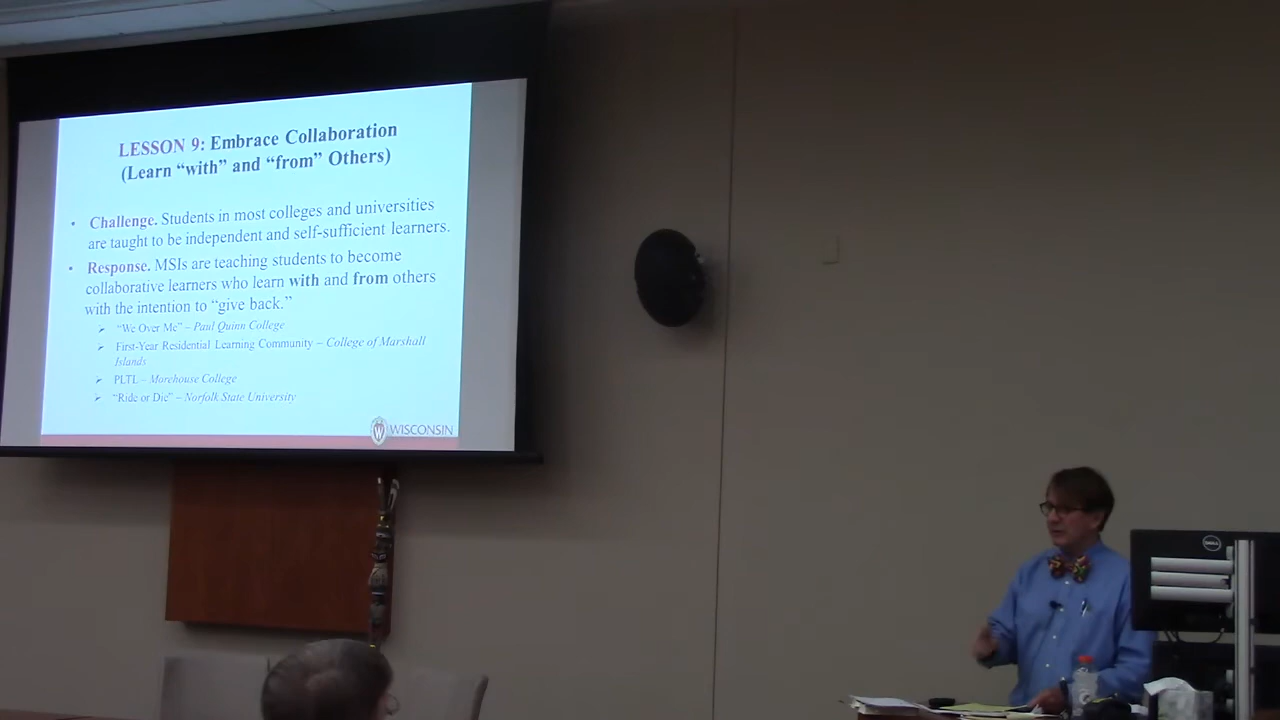 LESSON 9: Embrace Collaboration
(Learn “with” and “from” Others)
• Challenge. Students in most colleges and universities
are taught to be independent and self-sufficient learners.
• Response. MSIs are teaching students to become
collaborative learners who learn with and from others
with the intention to “give back.”
➢ “We Over Me” – Paul Quinn College
➢ First-Year Residential Learning Community – College of Marshall
Islands
➢ PLTL – Morehouse College
➢ “Ride or Die” – Norfolk State University
W WISCONSIN
DELL